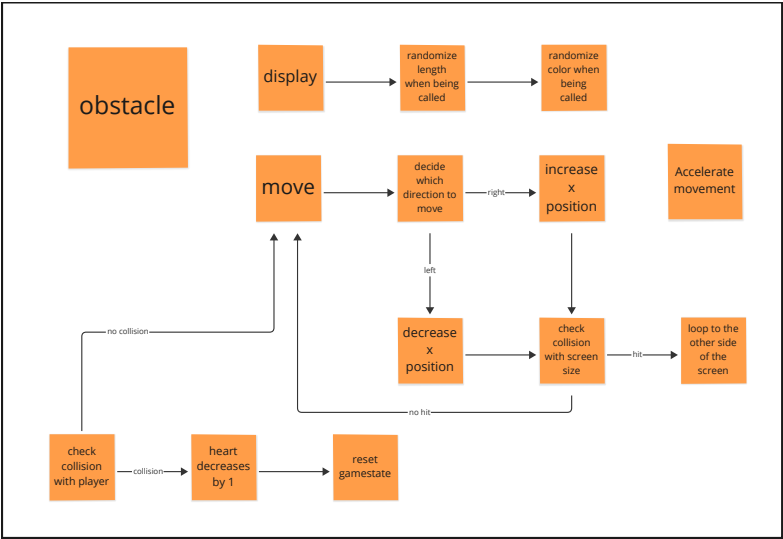 obstacle
display
randomize
length
when being
called
randomize
color when
being
called
move
decide
which
direction to
move
right
increase
x
position
Accelerate
movement
left
no collision
decrease
x
position
check
collision
with screen
size
hit
loop to the
other side
of the
screen
no hit
check
collision
with player
collision
heart
decreases
by 1
reset
gamestate